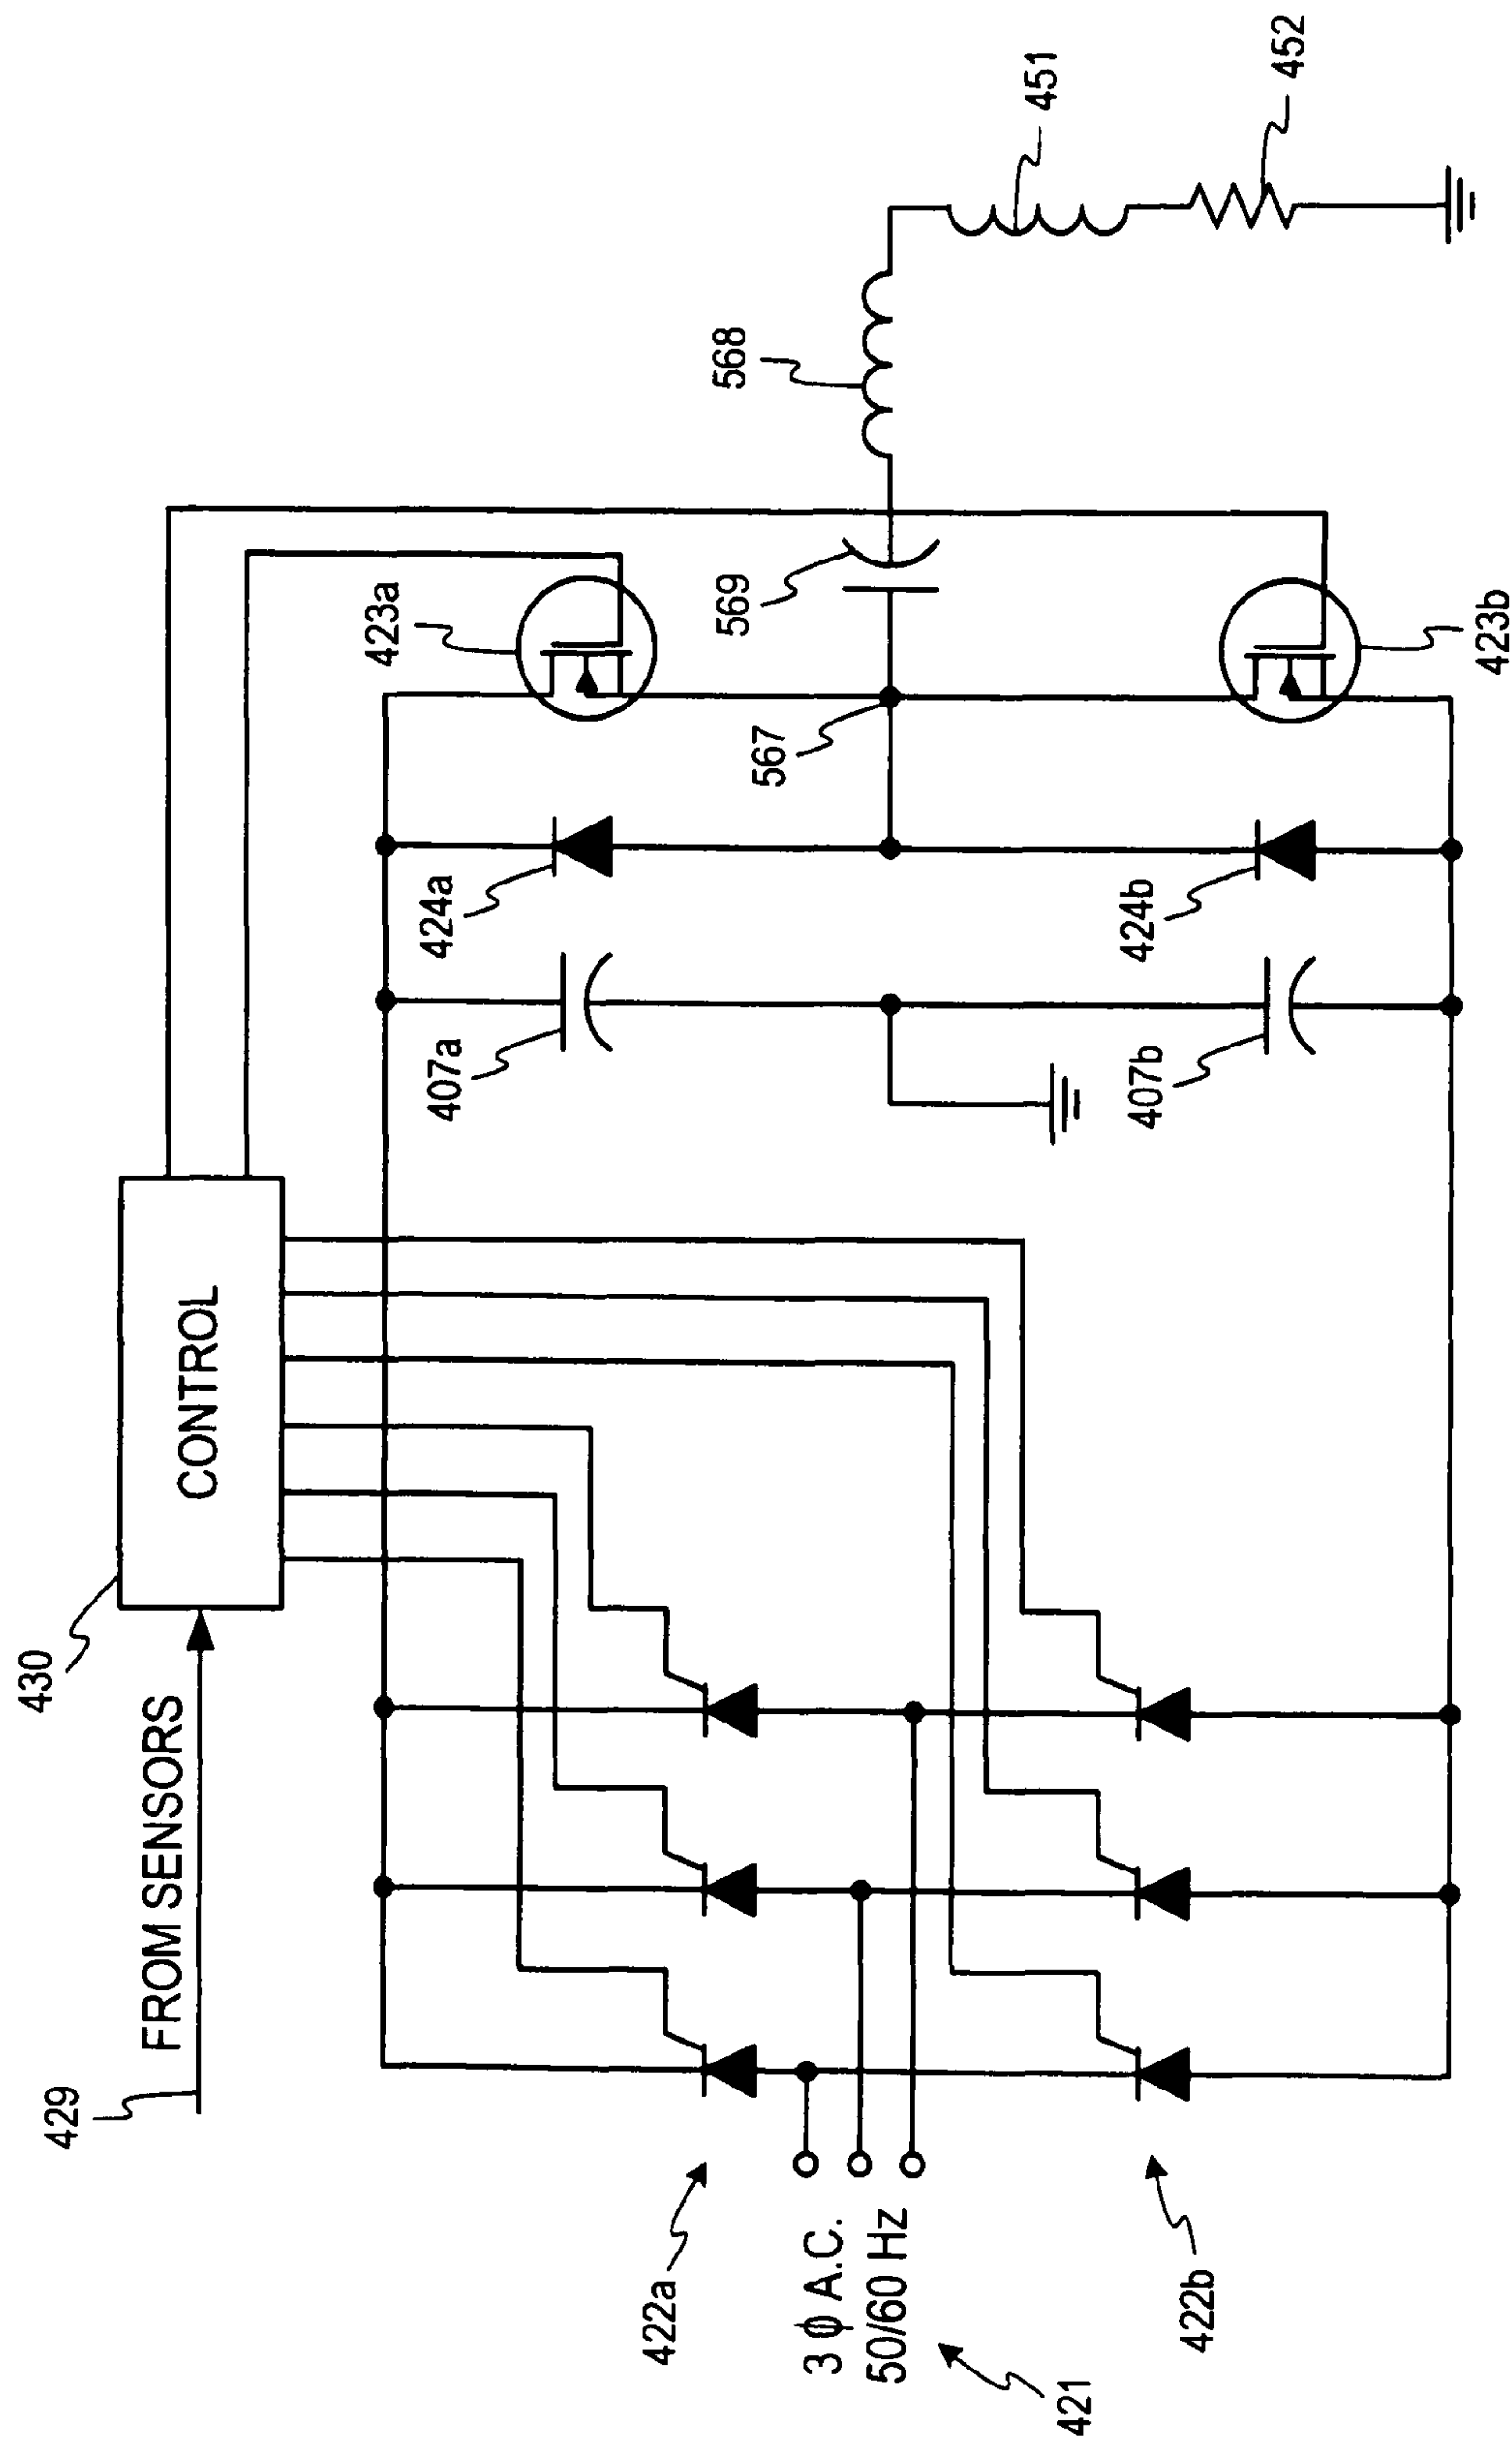 430
CONTROL
429
FROM SENSORS
423a
568
451
452
424a
569
567
407a
424b
423b
407b
422a
3 ϕ A.C.
50/60 Hz
421
422b